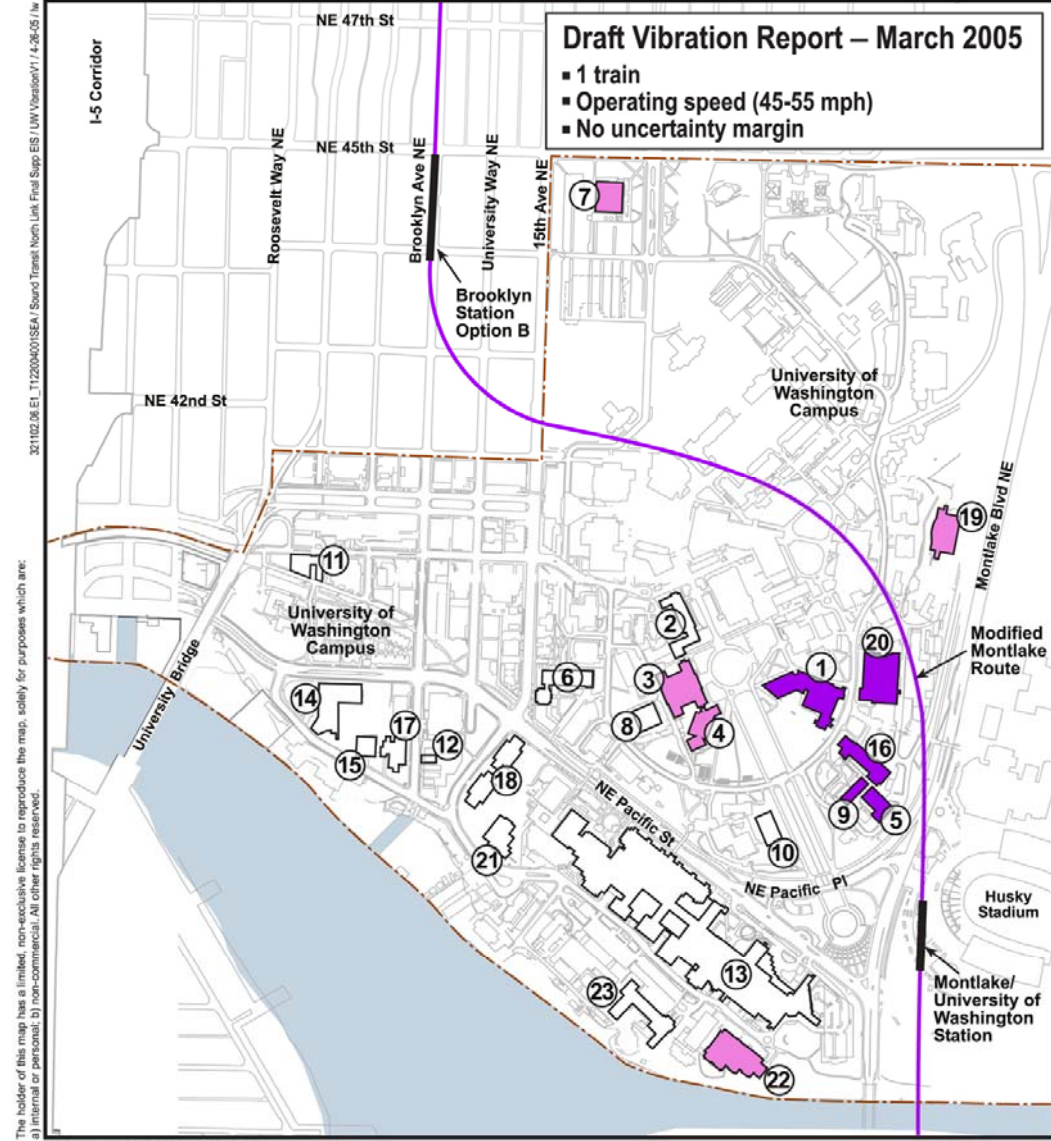 321102.06.E1_T122004001SEA / Sound Transit North Link Final Supp EIS / UW VibrationV1 / 4-26-05 / lw
The holder of this map has a limited, non-exclusive license to reproduce the map, solely for purposes which are:
a) internal or personal; b) non-commercial. All other rights reserved.
Draft Vibration Report – March 2005
▪ 1 train
▪ Operating speed (45-55 mph)
▪ No uncertainty margin
I-5 Corridor
NE 47th St
NE 45th St
Roosevelt Way NE
Brooklyn Ave NE
University Way NE
15th Ave NE
7
Brooklyn
Station
Option B
NE 42nd St
University of
Washington
Campus
19
Montlake Blvd NE
11
University of
Washington
Campus
2
Modified
Montlake
Route
University Bridge
20
1
6
3
14
8
4
17
12
16
15
18
9
5
NE Pacific St
21
10
NE Pacific Pl
Husky
Stadium
13
23
Montlake/
University of
Washington
Station
22